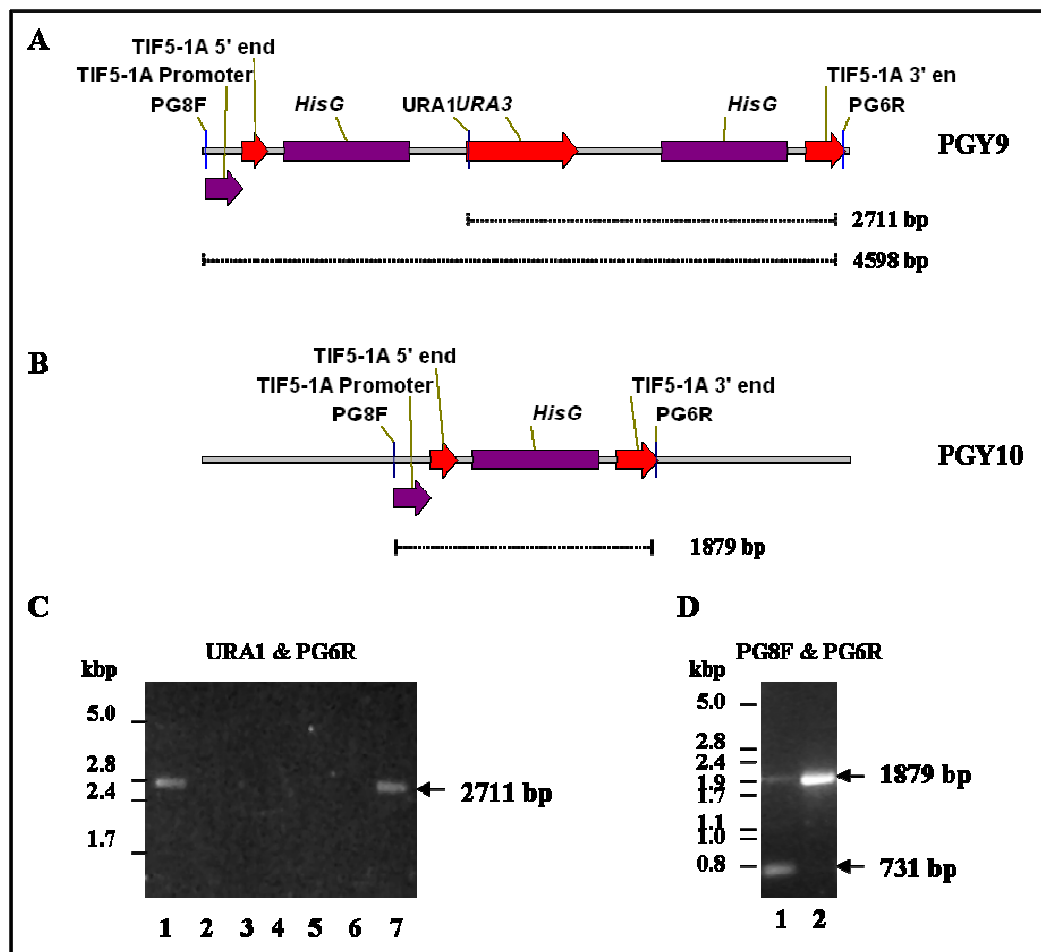 A
TIF5-1A 5' end
TIF5-1A Promoter
TIF5-1A 3' en
PG8F
HisG
URA1
URA3
HisG
PG6R
PGY9
2711 bp
4598 bp
B
TIF5-1A 5' end
TIF5-1A Promoter
TIF5-1A 3' end
PG8F
HisG
PG6R
PGY10
1879 bp
C
URA1 & PG6R
kbp
5.0
2.8
2.4
1.7
2711 bp
1 2 3 4 5 6 7
D
PG8F & PG6R
kbp
5.0
2.8
2.4
1.9
1.7
1.1
1.0
0.8
1879 bp
731 bp
1 2